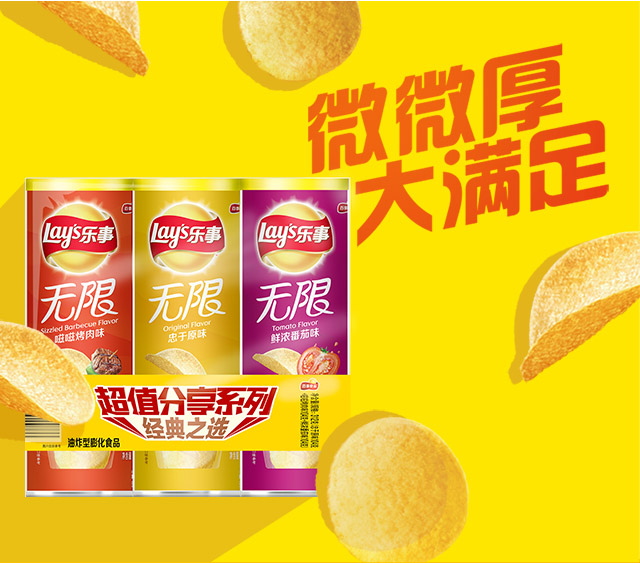 微微厚
大满足
Lay's乐事
无限
Sizzled Barbecue Flavor
嗞嗞烤肉味
Lay's乐事
无限
Original Flavor
忠于原味
Lay's乐事
无限
Tomato Flavor
鲜浓番茄味
超值分享系列
经典之选
油炸型膨化食品